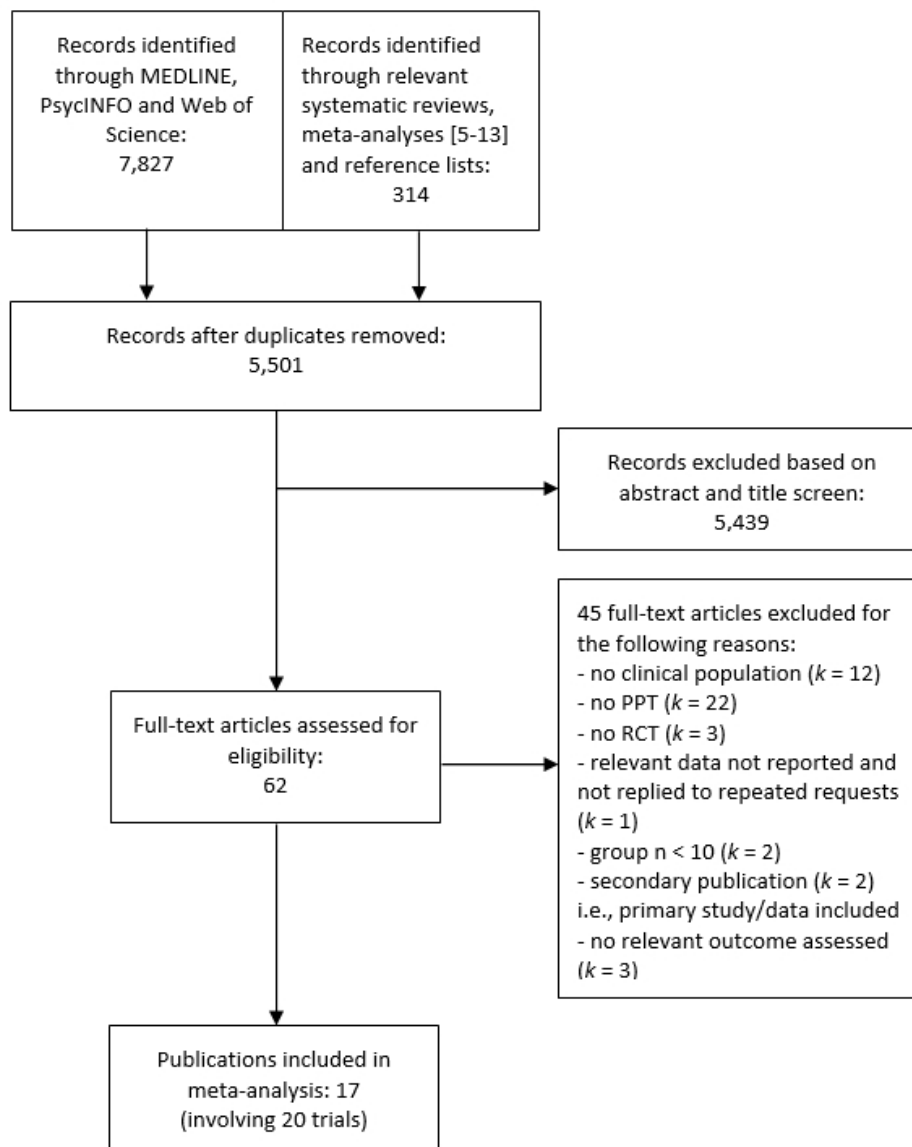 Records identified
through MEDLINE,
PsycINFO and Web of
Science:
7,827
Records identified
through relevant
systematic reviews,
meta-analyses [5-13]
and reference lists:
314
Records after duplicates removed:
5,501
Records excluded based on
abstract and title screen:
5,439
45 full-text articles excluded for
the following reasons:
- no clinical population (k = 12)
- no PPT (k = 22)
- no RCT (k = 3)
- relevant data not reported and
not replied to repeated requests
(k = 1)
- group n < 10 (k = 2)
- secondary publication (k = 2)
i.e., primary study/data included
- no relevant outcome assessed
(k = 3)
Full-text articles assessed for
eligibility:
62
Publications included in
meta-analysis: 17
(involving 20 trials)